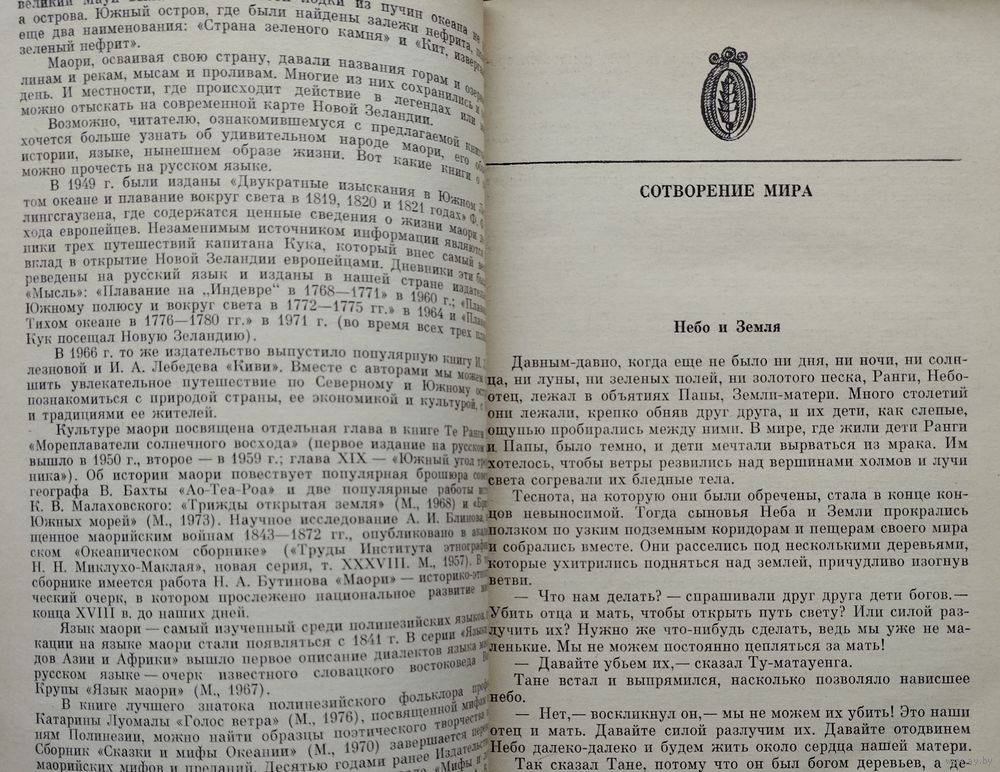 а острова. Южный остров, где были найдены залежи нефрита,
еще два наименования: «Страна зеленого камня» и «Кит,
зеленый нефрит».
Маори, осваивая свою страну, давали названия горам и
линам и рекам, мысам и проливам. Многие из них сохранились и
день. И местности, где происходит действие в легендах или
можно отыскать на современной карте Новой Зеландии.
Возможно, читателю, ознакомившемуся с предлагаемой
хочется больше узнать об удивительном народе маори, его
истории, языке, нынешнем образе жизни. Вот какие книги о
можно прочесть на русском языке.
В 1949 г. были изданы «Двукратные изыскания в Южном
том океане и плавание вокруг света в 1819, 1820 и 1821 годах» Ф.
лингсгаузена, где содержатся ценные сведения о жизни маори
хода европейцев. Незаменимым источником информации являются
ники трех путешествий капитана Кука, который внес самый
вклад в открытие Новой Зеландии европейцами. Дневники эти
реведены на русский язык и изданы в нашей стране
«Мысль»: «Плавание на „Индевре“ в 1768—1771» в 1960 г.;
Южному полюсу и вокруг света в 1772—1775 гг.» в 1964 и
Тихом океане в 1776—1780 гг.» в 1971 г. (во время всех трех
Кук посещал Новую Зеландию).
В 1966 г. то же издательство выпустило популярную книгу
лезновой и И. А. Лебедева «Киви». Вместе с авторами мы
шить увлекательное путешествие по Северному и Южному
познакомиться с природой страны, ее экономикой и культурой,
и традициями ее жителей.
Культуре маори посвящена отдельная глава в книге Те Ранги
«Мореплаватели солнечного восхода» (первое издание на русском
вышло в 1950 г., второе — в 1959 г.; глава XIX — «Южный угол
ника»). Об истории маори повествует популярная брошюра
географа В. Бахты «Ао-Теа-Роа» и две популярные работы
К. В. Малаховского: «Трижды открытая земля» (М., 1968) и
Южных морей» (М., 1973). Научное исследование А. И. Блинова,
щенное маорийским войнам 1843—1872 гг., опубликовано в
ском «Океаническом сборнике» («Труды Института
Н. Н. Миклухо-Маклая», новая серия, т. XXXVIII. М., 1957). В
сборнике имеется работа Н. А. Бутинова «Маори» —
ческий очерк, в котором прослежено национальное развитие
конца XVIII в. до наших дней.
Язык маори — самый изученный среди полинезийских языков,
кации на языке маори стали появляться с 1841 г. В серии
дов Азии и Африки» вышло первое описание диалектов языка
русском языке — очерк известного словацкого востоковеда
Крупы «Язык маори» (М., 1967).
В книге лучшего знатока полинезийского фольклора
Катарины Луомалы «Голос ветра» (М., 1976), посвященной
ям Полинезии, можно найти образцы поэтического творчества
Сборник «Сказки и мифы Океании» (М., 1970) завершается
маорийских мифов и преданий. Десятью годами ранее
СОТВОРЕНИЕ МИРА
Небо и Земля
Давным-давно, когда еще не было ни дня, ни ночи, ни солн-
ца, ни луны, ни зеленых полей, ни золотого песка, Ранги, Небо-
отец, лежал в объятиях Папы, Земли-матери. Много столетий
они лежали, крепко обняв друг друга, и их дети, как слепые,
ощупью пробирались между ними. В мире, где жили дети Ранги
и Папы, было темно, и дети мечтали вырваться из мрака. Им
хотелось, чтобы ветры резвились над вершинами холмов и лучи
света согревали их бледные тела.
Теснота, на которую они были обречены, стала в конце кон-
цов невыносимой. Тогда сыновья Неба и Земли прокрались
ползком по узким подземным коридорам и пещерам своего мира
и собрались вместе. Они расселись под несколькими деревьями,
которые ухитрились подняться над землей, причудливо изогнув
ветви.
— Что нам делать? — спрашивали друг друга дети богов.—
Убить отца и мать, чтобы открыть путь свету? Или силой раз-
лучить их? Нужно же что-нибудь сделать, ведь мы уже не ма-
ленькие. Мы не можем постоянно цепляться за мать!
— Давайте убьем их,— сказал Ту-матауенга.
Тане встал и выпрямился, насколько позволяло нависшее
небо.
— Нет,— воскликнул он,— мы не можем их убить! Это наши
отец и мать. Давайте силой разлучим их. Давайте отодвинем
Небо далеко-далеко и будем жить около сердца нашей матери.
Так сказал Тане, потому что он был богом деревьев, а де-